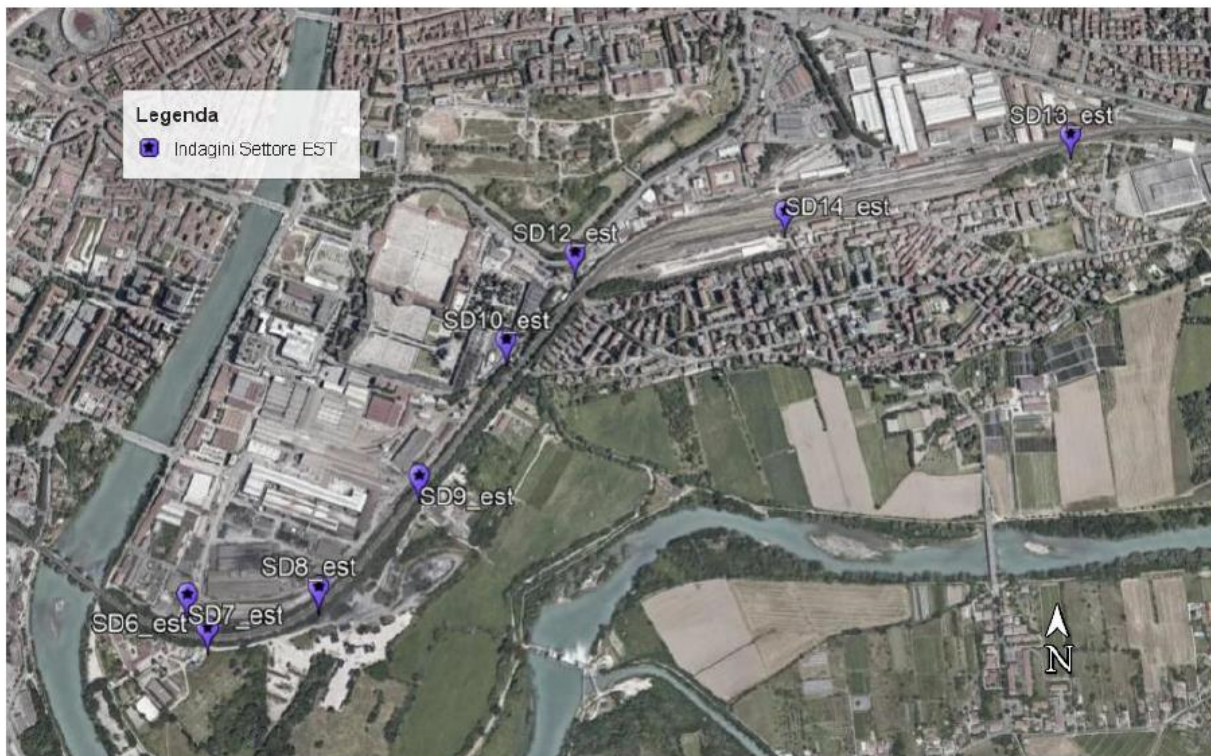 Legenda
Indagini Settore EST
SD13_est
SD14_est
SD12_est
SD10_est
SD9_est
SD8_est
SD7_est
SD6_est
N